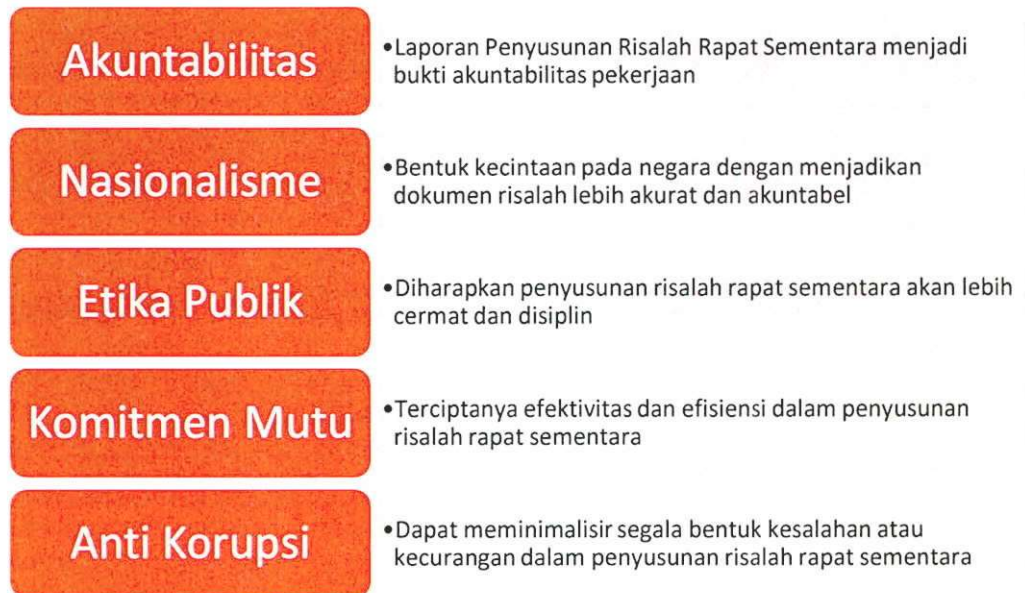 Akuntabilitas
•Laporan Penyusunan Risalah Rapat Sementara menjadi
bukti akuntabilitas pekerjaan
Nasionalisme
•Bentuk kecintaan pada negara dengan menjadikan
dokumen risalah lebih akurat dan akuntabel
Etika Publik
•Diharapkan penyusunan risalah rapat sementara akan lebih
cermat dan disiplin
Komitmen Mutu
•Terciptanya efektivitas dan efisiensi dalam penyusunan
risalah rapat sementara
Anti Korupsi
•Dapat meminimalisir segala bentuk kesalahan atau
kecurangan dalam penyusunan risalah rapat sementara